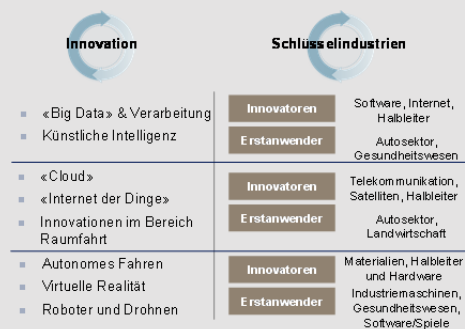 Innovation
Schlüsselindustrien
«Big Data» & Verarbeitung
Künstliche Intelligenz
Innovatoren
Software, Internet,
Halbleiter
Erstanwender
Autosektor,
Gesundheitswesen
«Cloud»
«Internet der Dinge»
Innovationen im Bereich
Raumfahrt
Innovatoren
Telekommunikation,
Satelliten, Halbleiter
Erstanwender
Autosektor,
Landwirtschaft
Autonomes Fahren
Virtuelle Realität
Roboter und Drohnen
Innovatoren
Materialien, Halbleiter
und Hardware
Erstanwender
Industriemaschinen,
Gesundheitswesen,
Software/Spiele